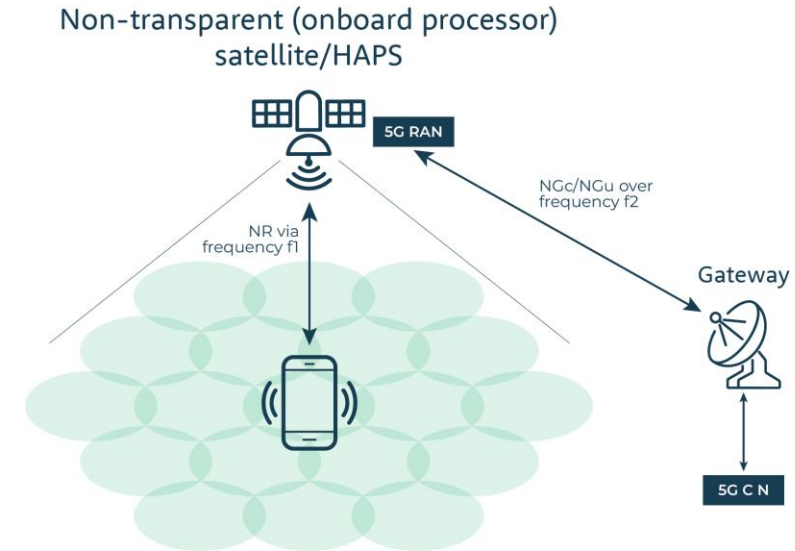 Non-transparent (onboard processor)
satellite/HAPS
5G RAN
NGc/NGu over
frequency f2
NR via
frequency f1
Gateway
5G C N